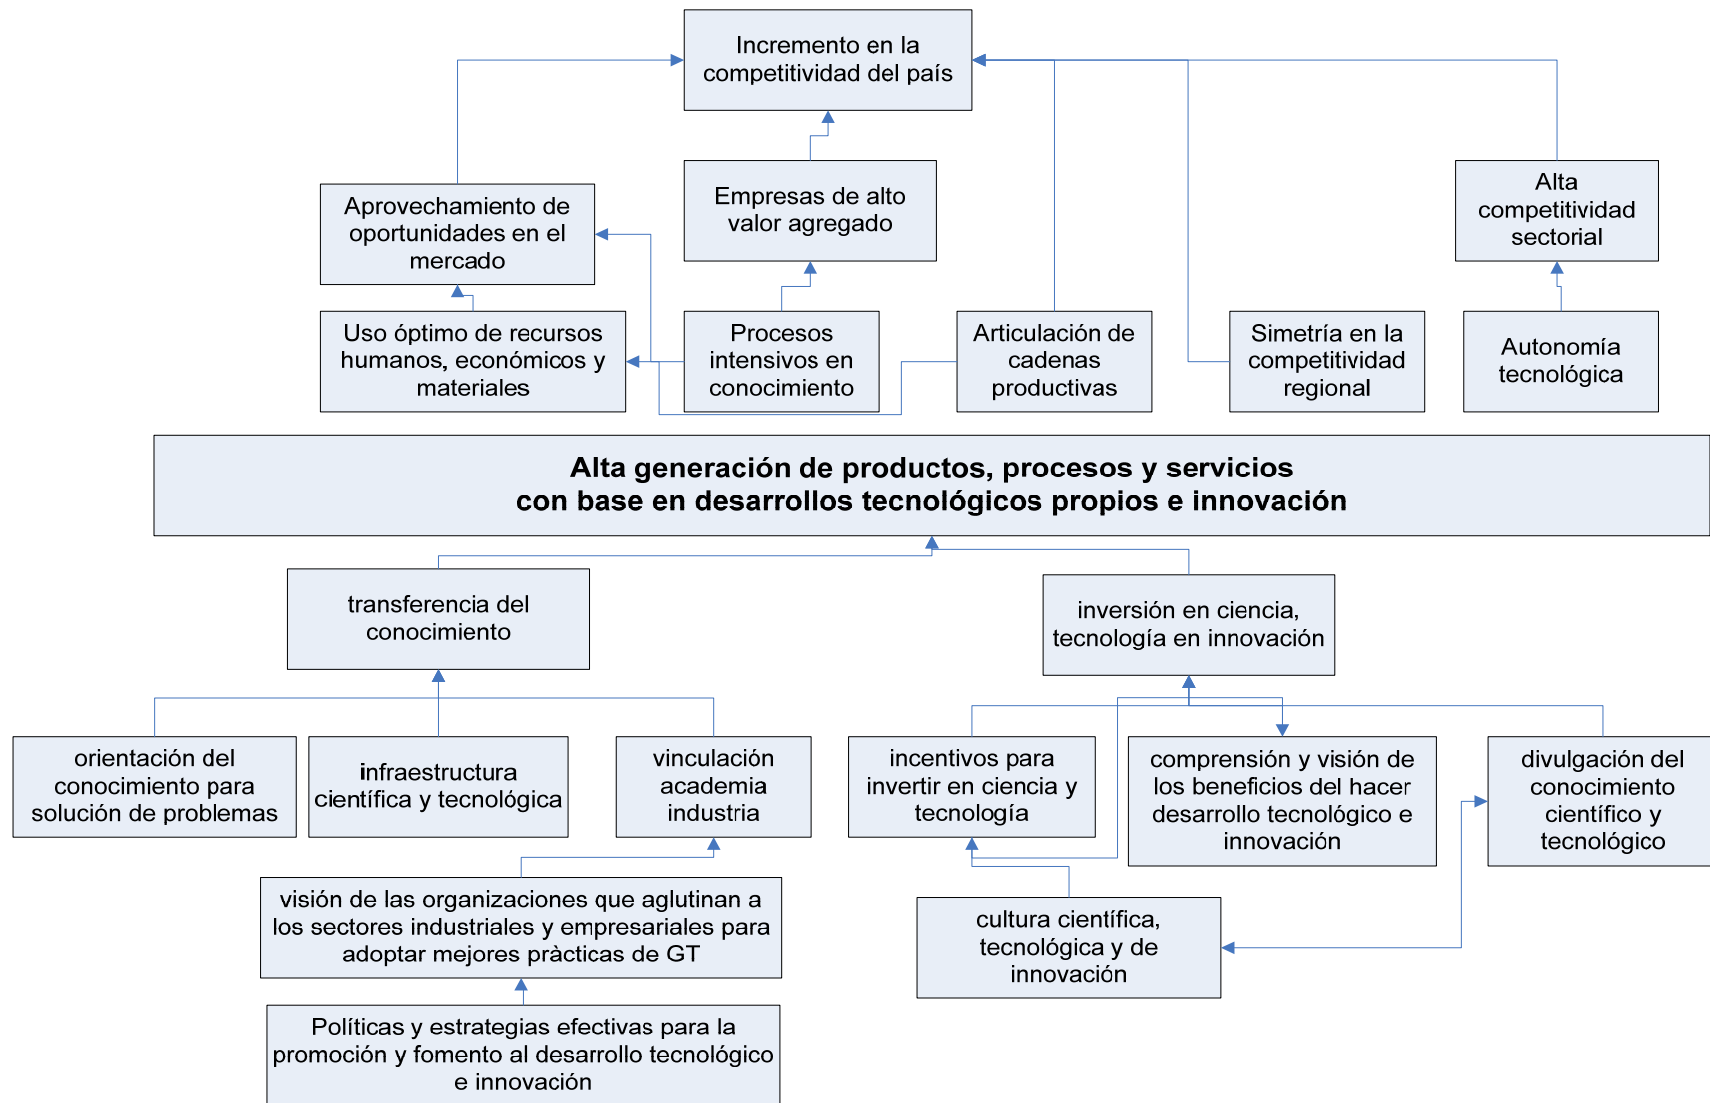 Incremento en la
competitividad del país
Aprovechamiento de
oportunidades en el
mercado
Empresas de alto
valor agregado
Alta
competitividad
sectorial
Uso óptimo de recursos
humanos, económicos y
materiales
Procesos
intensivos en
conocimiento
Articulación de
cadenas
productivas
Simetría en la
competitividad
regional
Autonomía
tecnológica
Alta generación de productos, procesos y servicios
con base en desarrollos tecnológicos propios e innovación
transferencia del
conocimiento
inversión en ciencia,
tecnología en innovación
orientación del
conocimiento para
solución de problemas
infraestructura
científica y tecnológica
vinculación
academia
industria
incentivos para
invertir en ciencia y
tecnología
comprensión y visión de
los beneficios del hacer
desarrollo tecnológico e
innovación
divulgación del
conocimiento
científico y
tecnológico
visión de las organizaciones que aglutinan a
los sectores industriales y empresariales para
adoptar mejores pràcticas de GT
cultura científica,
tecnológica y de
innovación
Políticas y estrategias efectivas para la
promoción y fomento al desarrollo tecnológico
e innovación